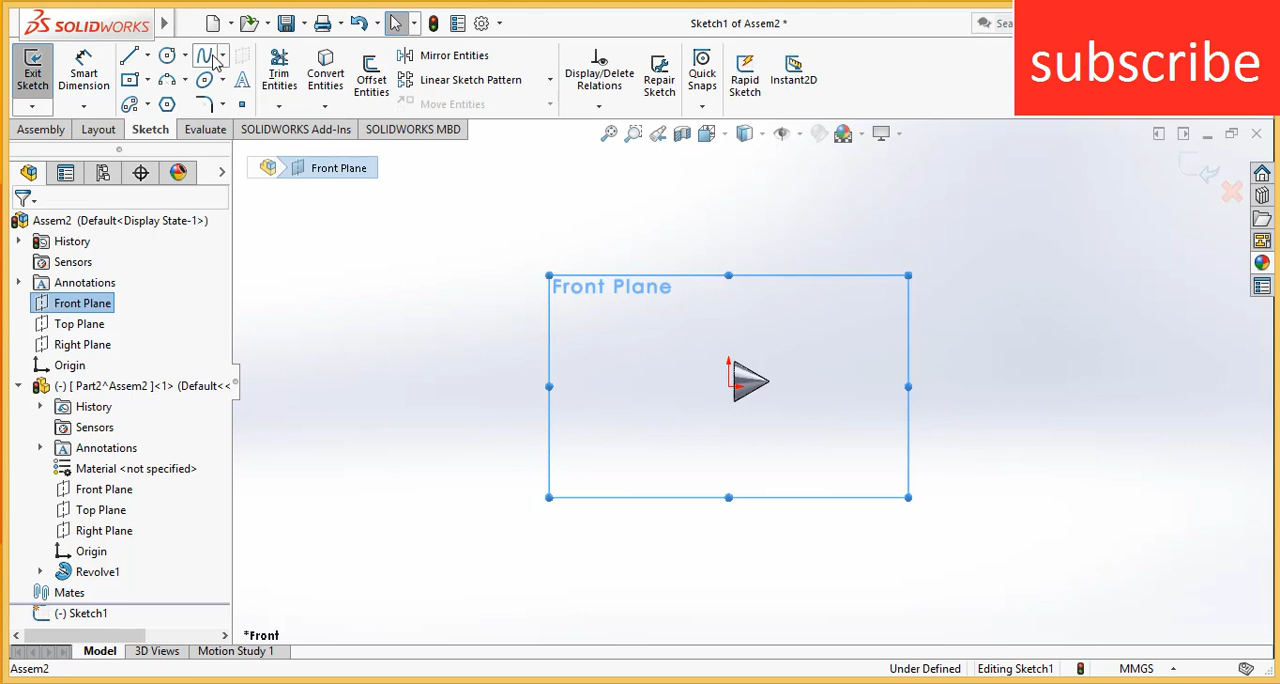 SOLIDWORKS
Sketch1 of Assem2 *
Sea
subscribe
Exit Sketch
Smart Dimension
Trim Entities
Convert Entities
Offset Entities
Mirror Entities
Linear Sketch Pattern
Move Entities
Display/Delete Relations
Repair Sketch
Quick Snaps
Rapid Sketch
Instant2D
Assembly Layout Sketch Evaluate SOLIDWORKS Add-Ins SOLIDWORKS MBD
Front Plane
Assem2 (Default<Display State-1>)
History
Sensors
Annotations
Front Plane
Top Plane
Right Plane
Origin
(-) [ Part2^Assem2 ]<1> (Default<<
History
Sensors
Annotations
Material <not specified>
Front Plane
Top Plane
Right Plane
Origin
Revolve1
Mates
(-) Sketch1
Front Plane
*Front
Model 3D Views Motion Study 1
Assem2
Under Defined Editing Sketch1 MMGS